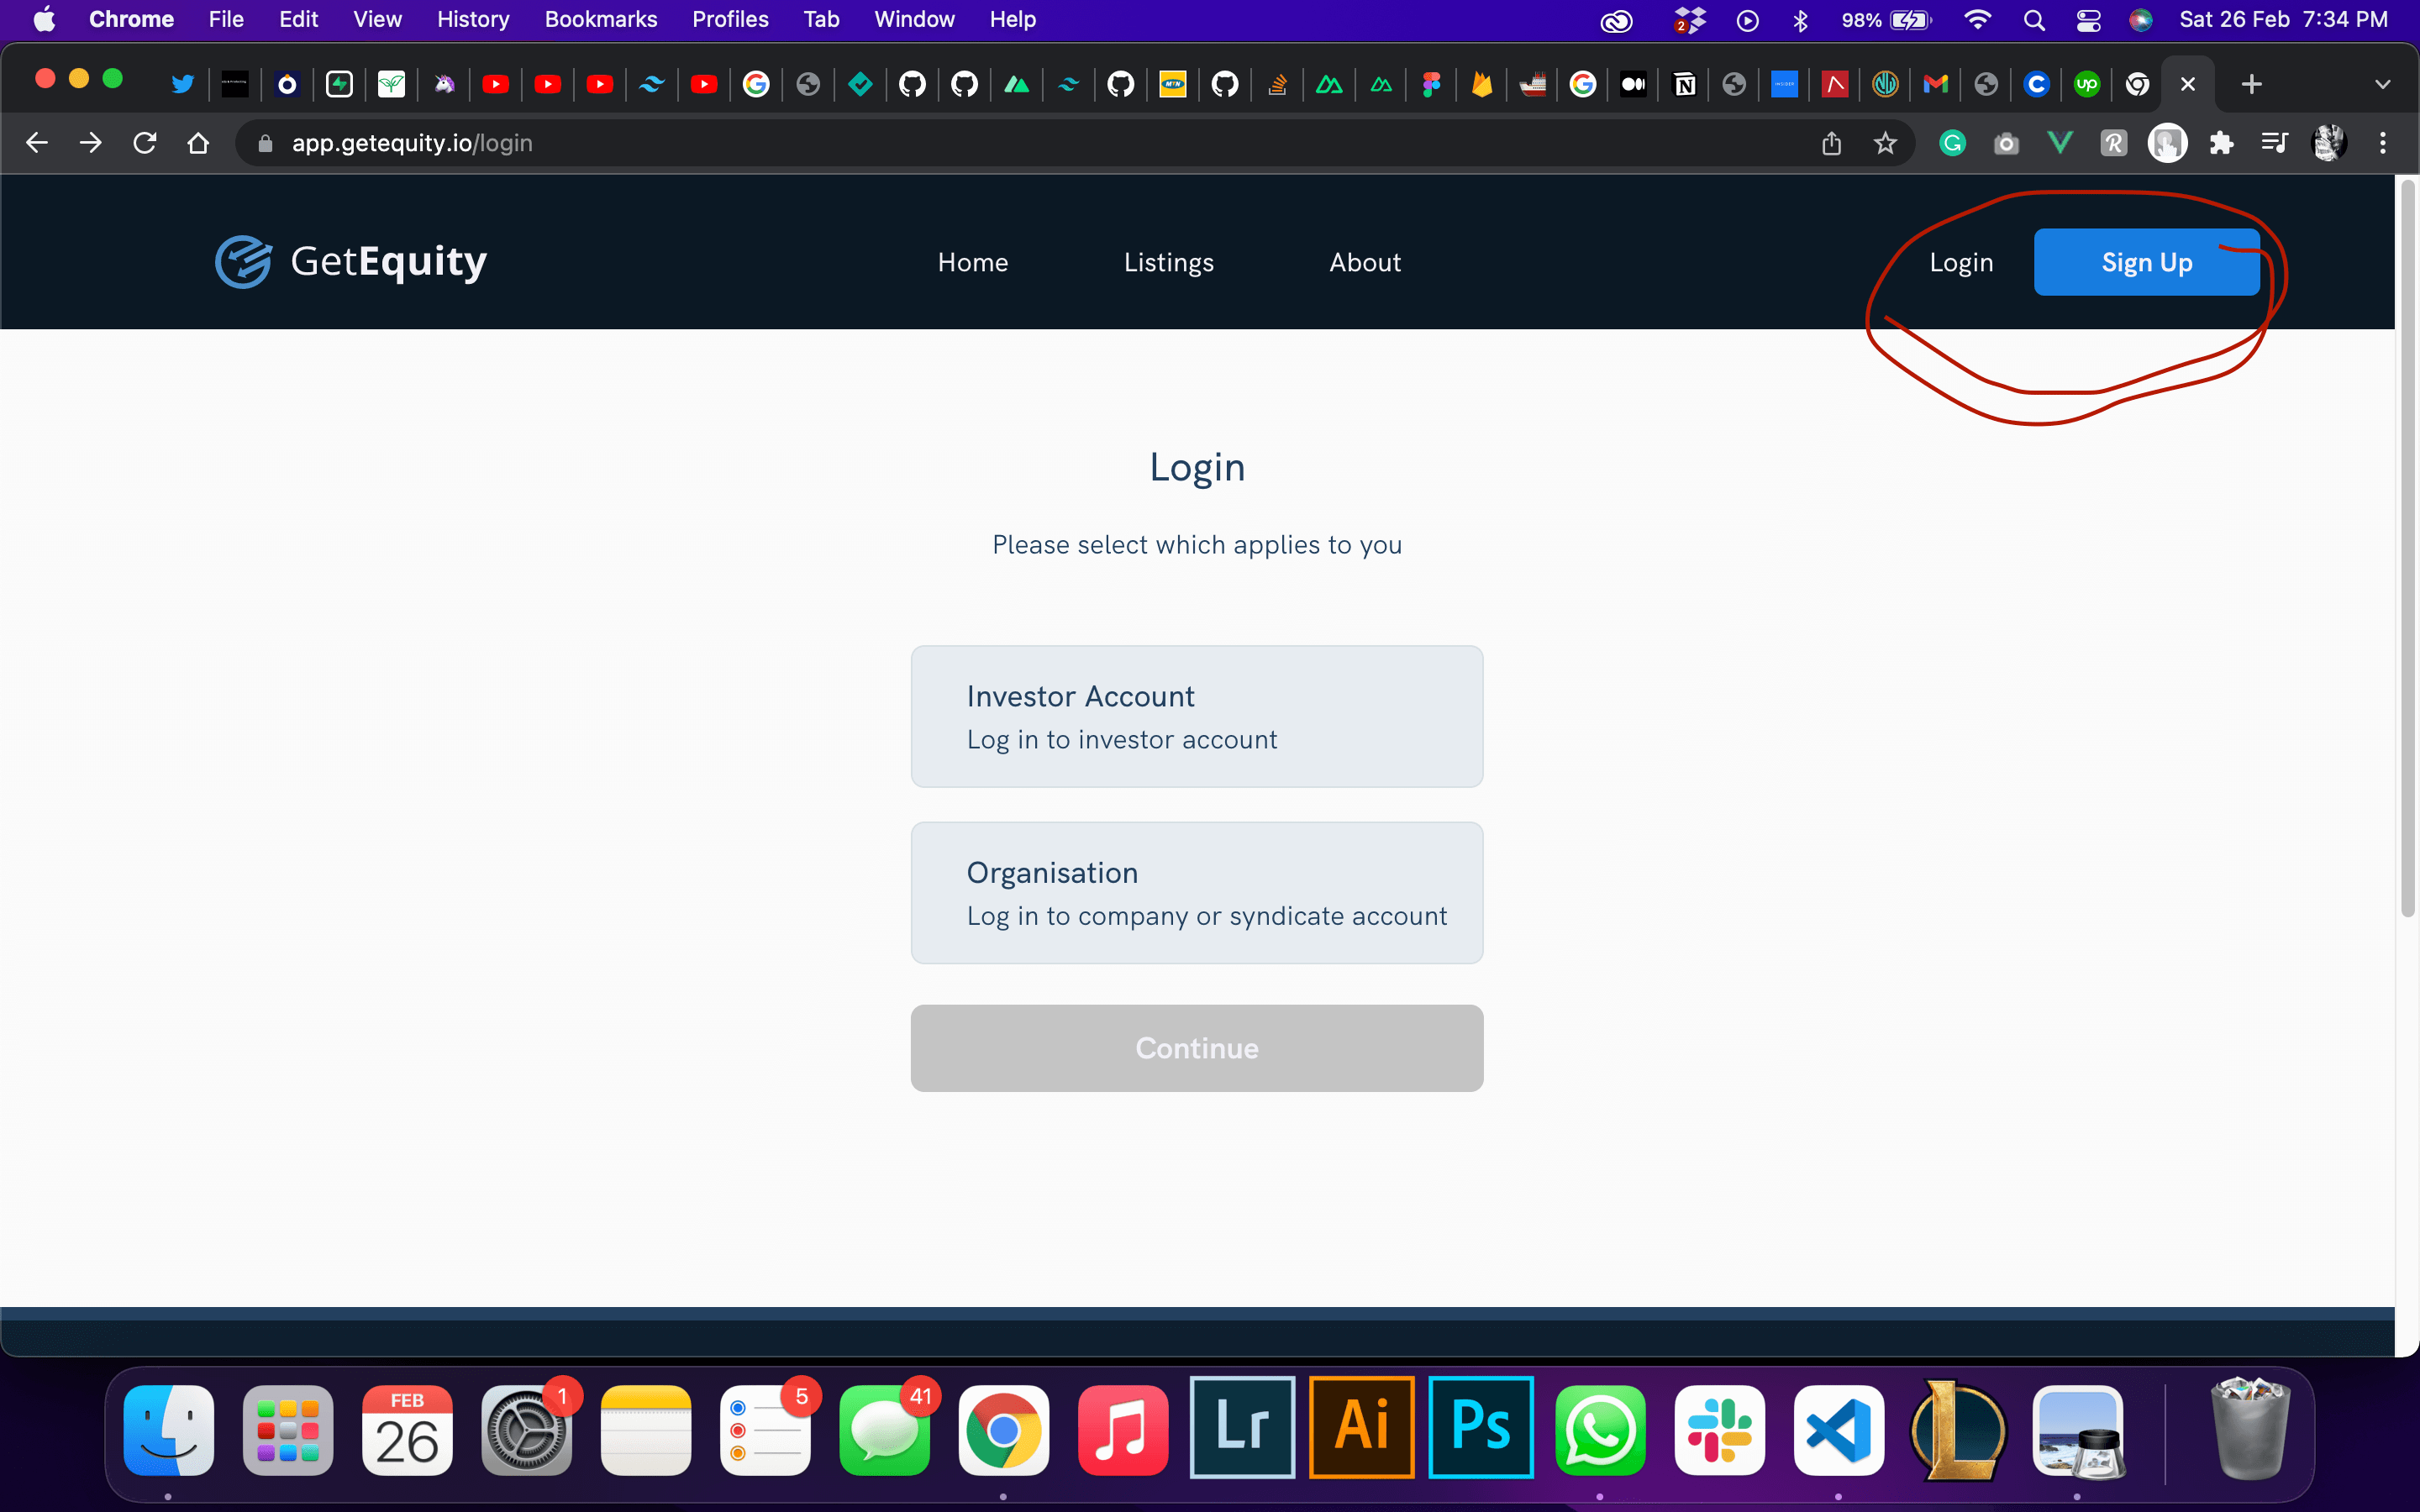 Chrome File Edit View History Bookmarks Profiles Tab Window Help 2 98% Sat 26 Feb 7:34 PM
app.getequity.io/login
GetEquity Home Listings About Login Sign Up
Login
Please select which applies to you
Investor Account
Log in to investor account
Organisation
Log in to company or syndicate account
Continue
FEB 1 5 41
26 Lr Ai Ps